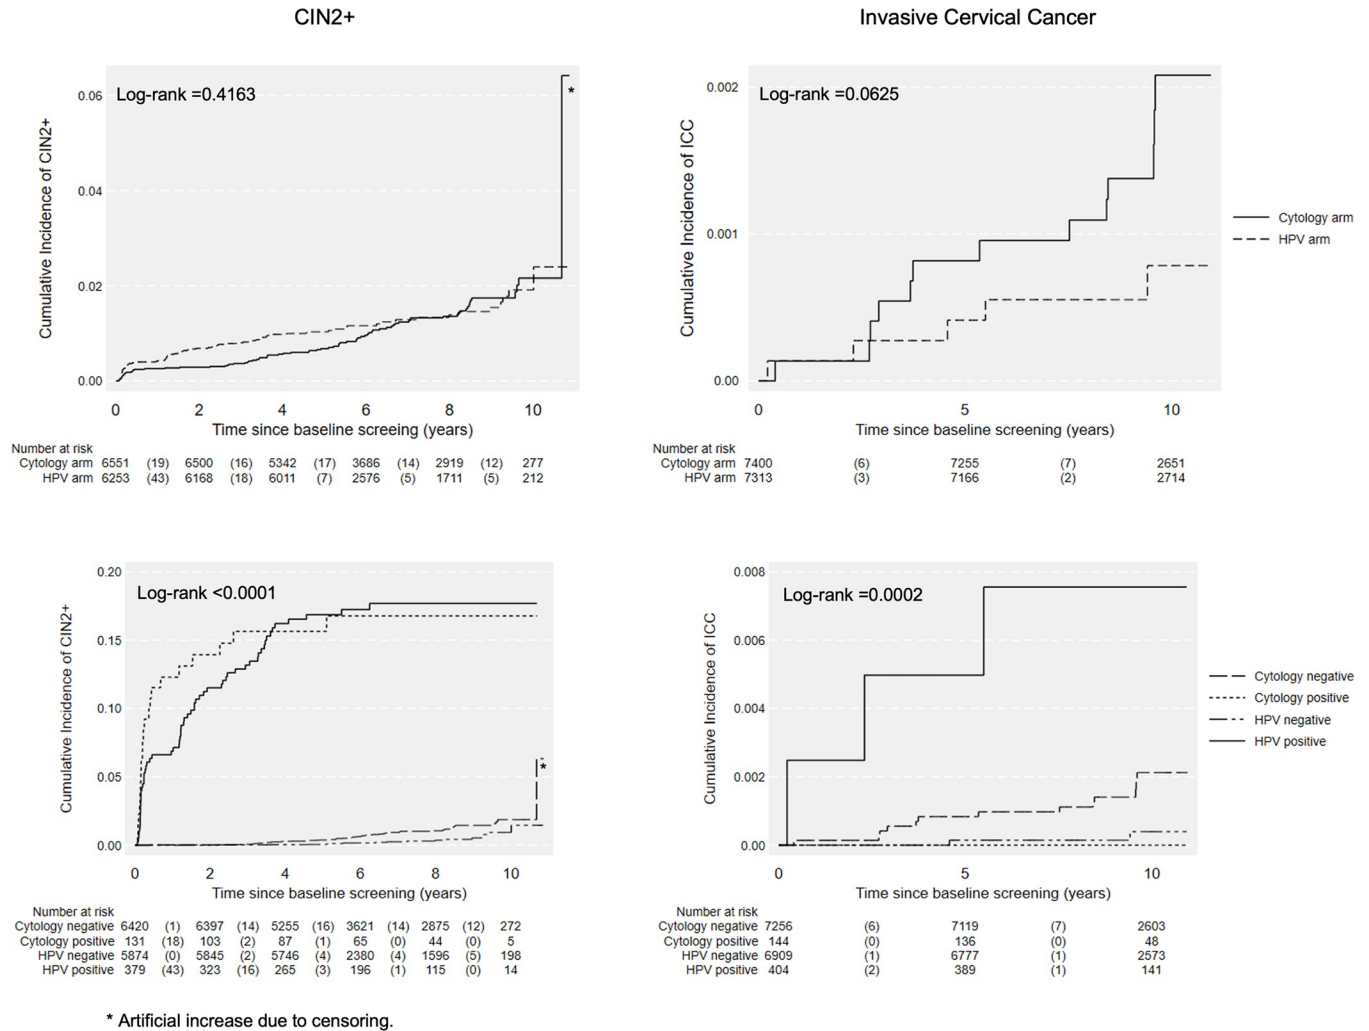 CIN2+
Invasive Cervical Cancer
Log-rank =0.4163
*
Cumulative Incidence of CIN2+
0.06
0.04
0.02
0.00
0 2 4 6 8 10
Time since baseline screeing (years)
Number at risk
Cytology arm 6551 (19) 6500 (16) 5342 (17) 3686 (14) 2919 (12) 277
HPV arm 6253 (43) 6168 (18) 6011 (7) 2576 (5) 1711 (5) 212
Log-rank =0.0625
Cumulative Incidence of ICC
0.002
0.001
0.00
0 5 10
Time since baseline screening (years)
Number at risk
Cytology arm 7400 (6) 7255 (7) 2651
HPV arm 7313 (3) 7166 (2) 2714
Cytology arm
HPV arm
Log-rank <0.0001
*
Cumulative Incidence of CIN2+
0.20
0.15
0.10
0.05
0.00
0 2 4 6 8 10
Time since baseline screening (years)
Number at risk
Cytology negative 6420 (1) 6397 (14) 5255 (16) 3621 (14) 2875 (12) 272
Cytology positive 131 (18) 103 (2) 87 (1) 65 (0) 44 (0) 5
HPV negative 5874 (0) 5845 (2) 5746 (4) 2380 (4) 1596 (5) 198
HPV positive 379 (43) 323 (16) 265 (3) 196 (1) 115 (0) 14
Log-rank =0.0002
Cumulative Incidence of ICC
0.008
0.006
0.004
0.002
0.00
0 5 10
Time since baseline screening (years)
Number at risk
Cytology negative 7256 (6) 7119 (7) 2603
Cytology positive 144 (0) 136 (0) 48
HPV negative 6909 (1) 6777 (1) 2573
HPV positive 404 (2) 389 (1) 141
Cytology negative
Cytology positive
HPV negative
HPV positive
* Artificial increase due to censoring.